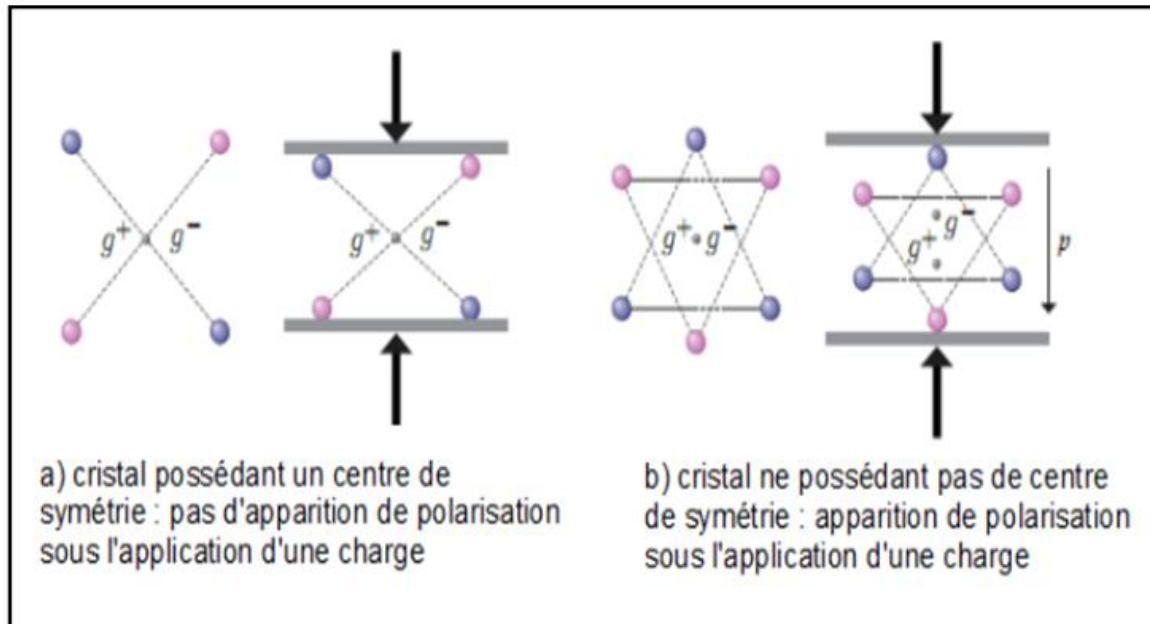 g⁺ g⁻
g⁺ g⁻
g⁺ g⁻
g⁻
g⁺
p
a) cristal possédant un centre de
symétrie : pas d'apparition de polarisation
sous l'application d'une charge
b) cristal ne possédant pas de centre
de symétrie : apparition de polarisation
sous l'application d'une charge